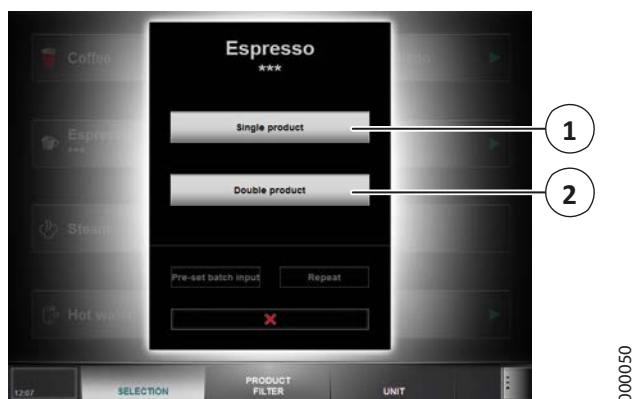 Espresso
***
Single product
Double product
Pre-set batch input
Repeat
1
2
Coffee
Espresso
***
Steam
Hot water
12:07
SELECTION
PRODUCT
FILTER
UNIT
000050